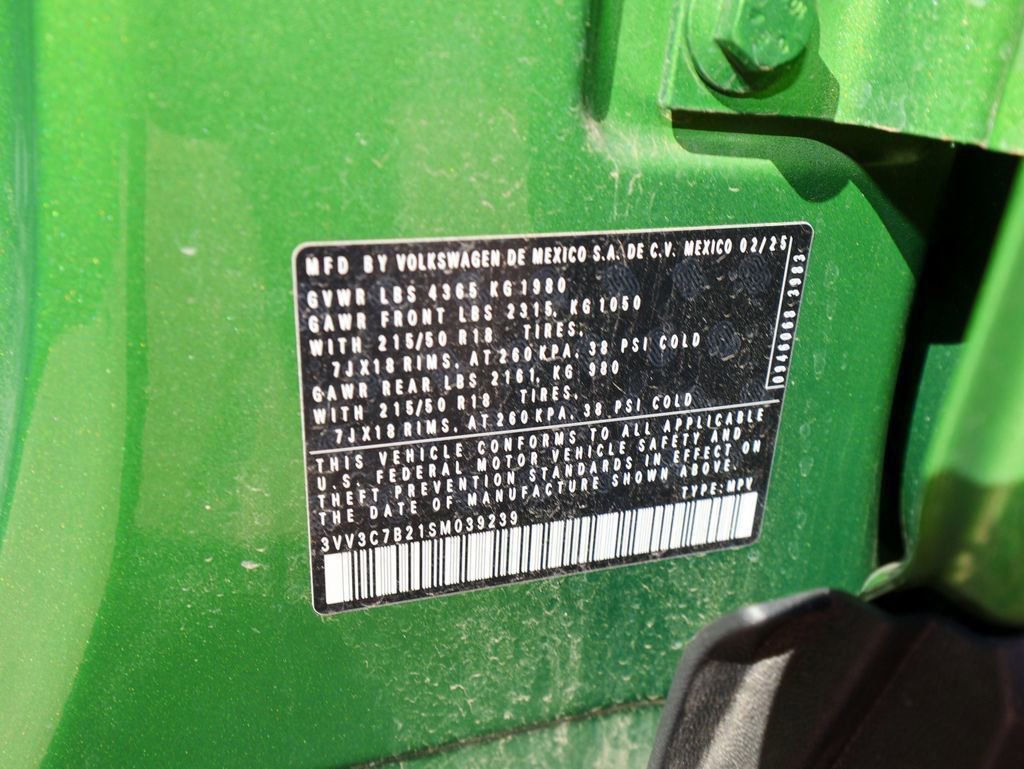 MFD BY VOLKSWAGEN DE MEXICO S.A. DE C.V. MEXICO 02/25
GVWR LBS 4365 KG 1980
GAWR FRONT LBS 2315, KG 1050
WITH 215/50 R18 TIRES,
7JX18 RIMS, AT 260 KPA, 38 PSI COLD
GAWR REAR LBS 2161, KG 980
WITH 215/50 R18 TIRES,
7JX18 RIMS, AT 260 KPA, 38 PSI COLD
THIS VEHICLE CONFORMS TO ALL APPLICABLE
U.S. FEDERAL MOTOR VEHICLE SAFETY AND
THEFT PREVENTION STANDARDS IN EFFECT ON
THE DATE OF MANUFACTURE SHOWN ABOVE.
TYPE: MPV
3VV3C7B21SM039239
3983